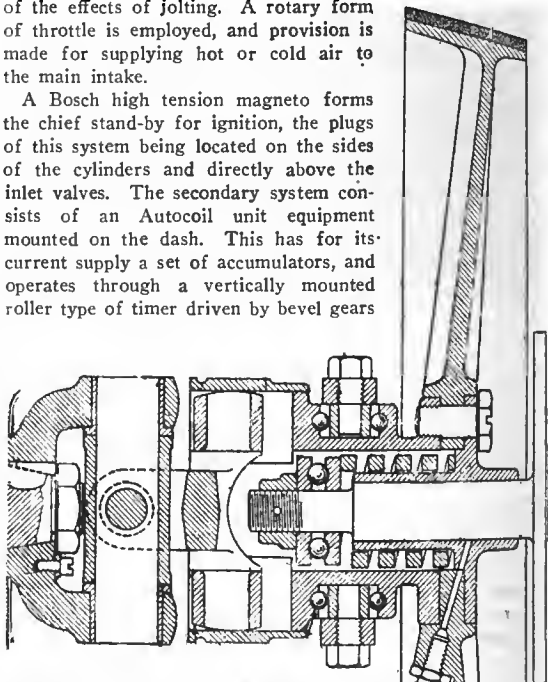 of the effects of jolting. A rotary form
of throttle is employed, and provision is
made for supplying hot or cold air to
the main intake.
A Bosch high tension magneto forms
the chief stand-by for ignition, the plugs
of this system being located on the sides
of the cylinders and directly above the
inlet valves. The secondary system con-
sists of an Autocoil unit equipment
mounted on the dash. This has for its
current supply a set of accumulators, and
operates through a vertically mounted
roller type of timer driven by bevel gears